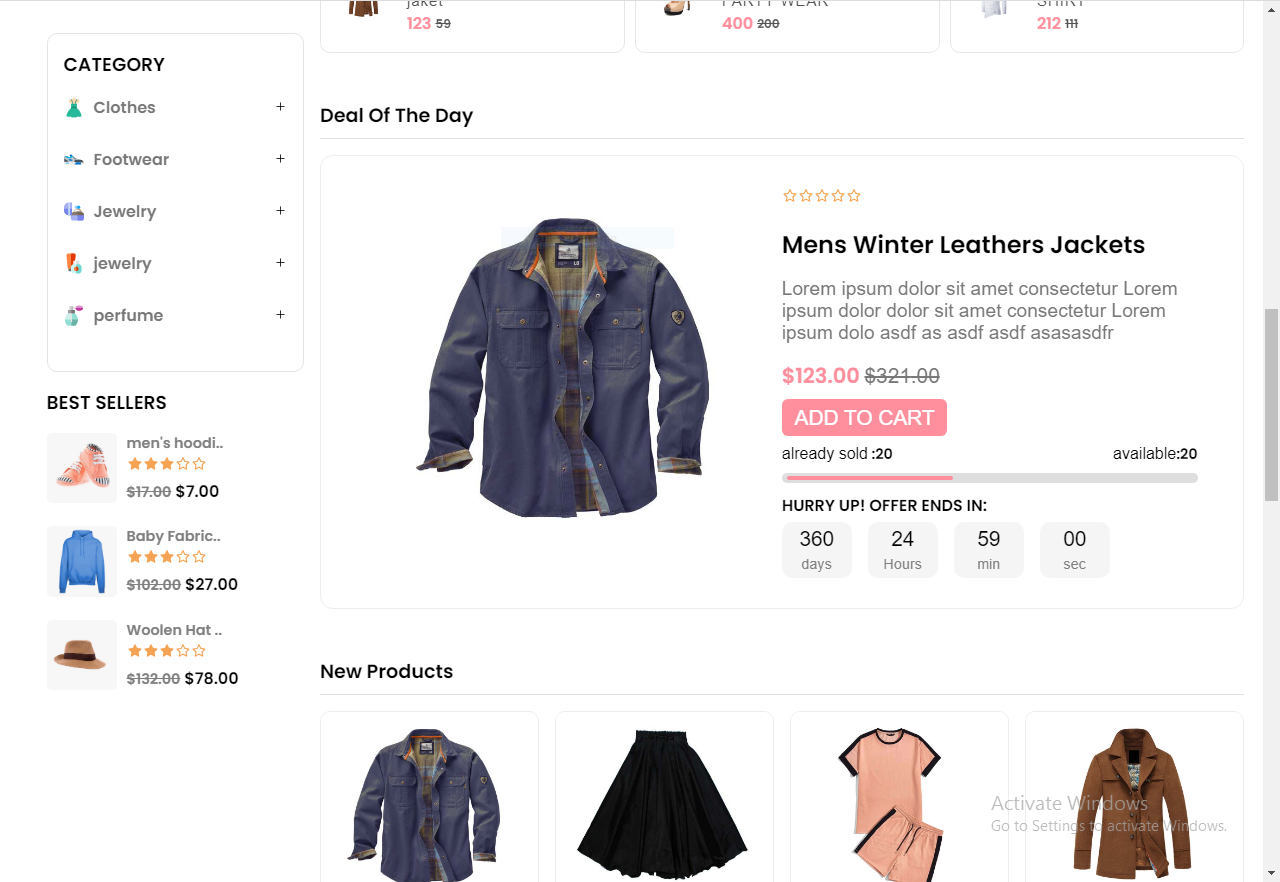 jaket
123 59
PARTY WEAR
400 200
SHIRT
212 111
CATEGORY
Clothes +
Footwear +
Jewelry +
jewelry +
perfume +
BEST SELLERS
men's hoodi..
$17.00 $7.00
Baby Fabric..
$102.00 $27.00
Woolen Hat ..
$132.00 $78.00
Deal Of The Day
Mens Winter Leathers Jackets
Lorem ipsum dolor sit amet consectetur Lorem
ipsum dolor dolor sit amet consectetur Lorem
ipsum dolo asdf as asdf asdf asasasdfr
$123.00 $321.00
ADD TO CART
already sold :20 available:20
HURRY UP! OFFER ENDS IN:
360 24 59 00
days Hours min sec
New Products
Activate Windows
Go to Settings to activate Windows.